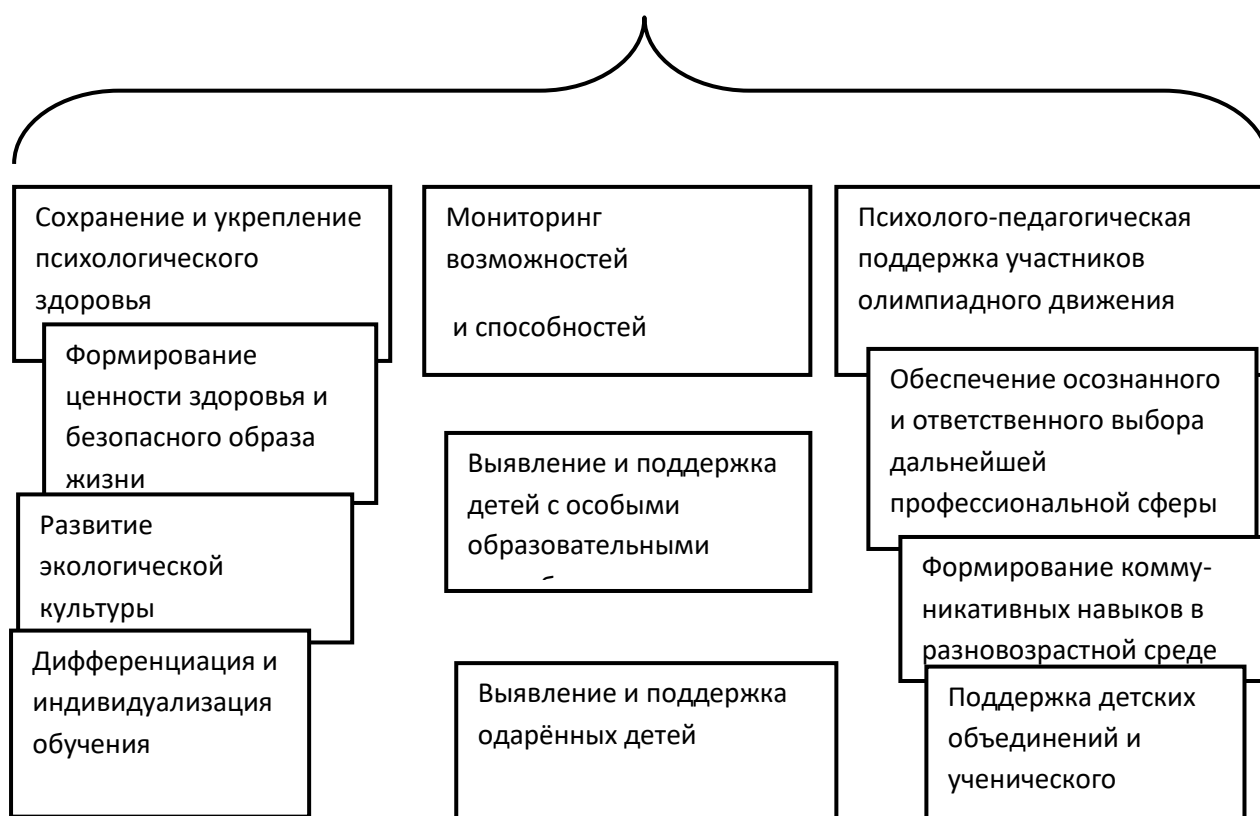 Сохранение и укрепление
психологического
здоровья
Формирование
ценности здоровья и
безопасного образа
жизни
Развитие
экологической
культуры
Дифференциация и
индивидуализация
обучения
Мониторинг
возможностей
и способностей
Выявление и поддержка
детей с особыми
образовательными
Выявление и поддержка
одарённых детей
Психолого-педагогическая
поддержка участников
олимпиадного движения
Обеспечение осознанного
и ответственного выбора
дальнейшей
профессиональной сферы
Формирование комму-
никативных навыков в
разновозрастной среде
Поддержка детских
объединений и
ученического